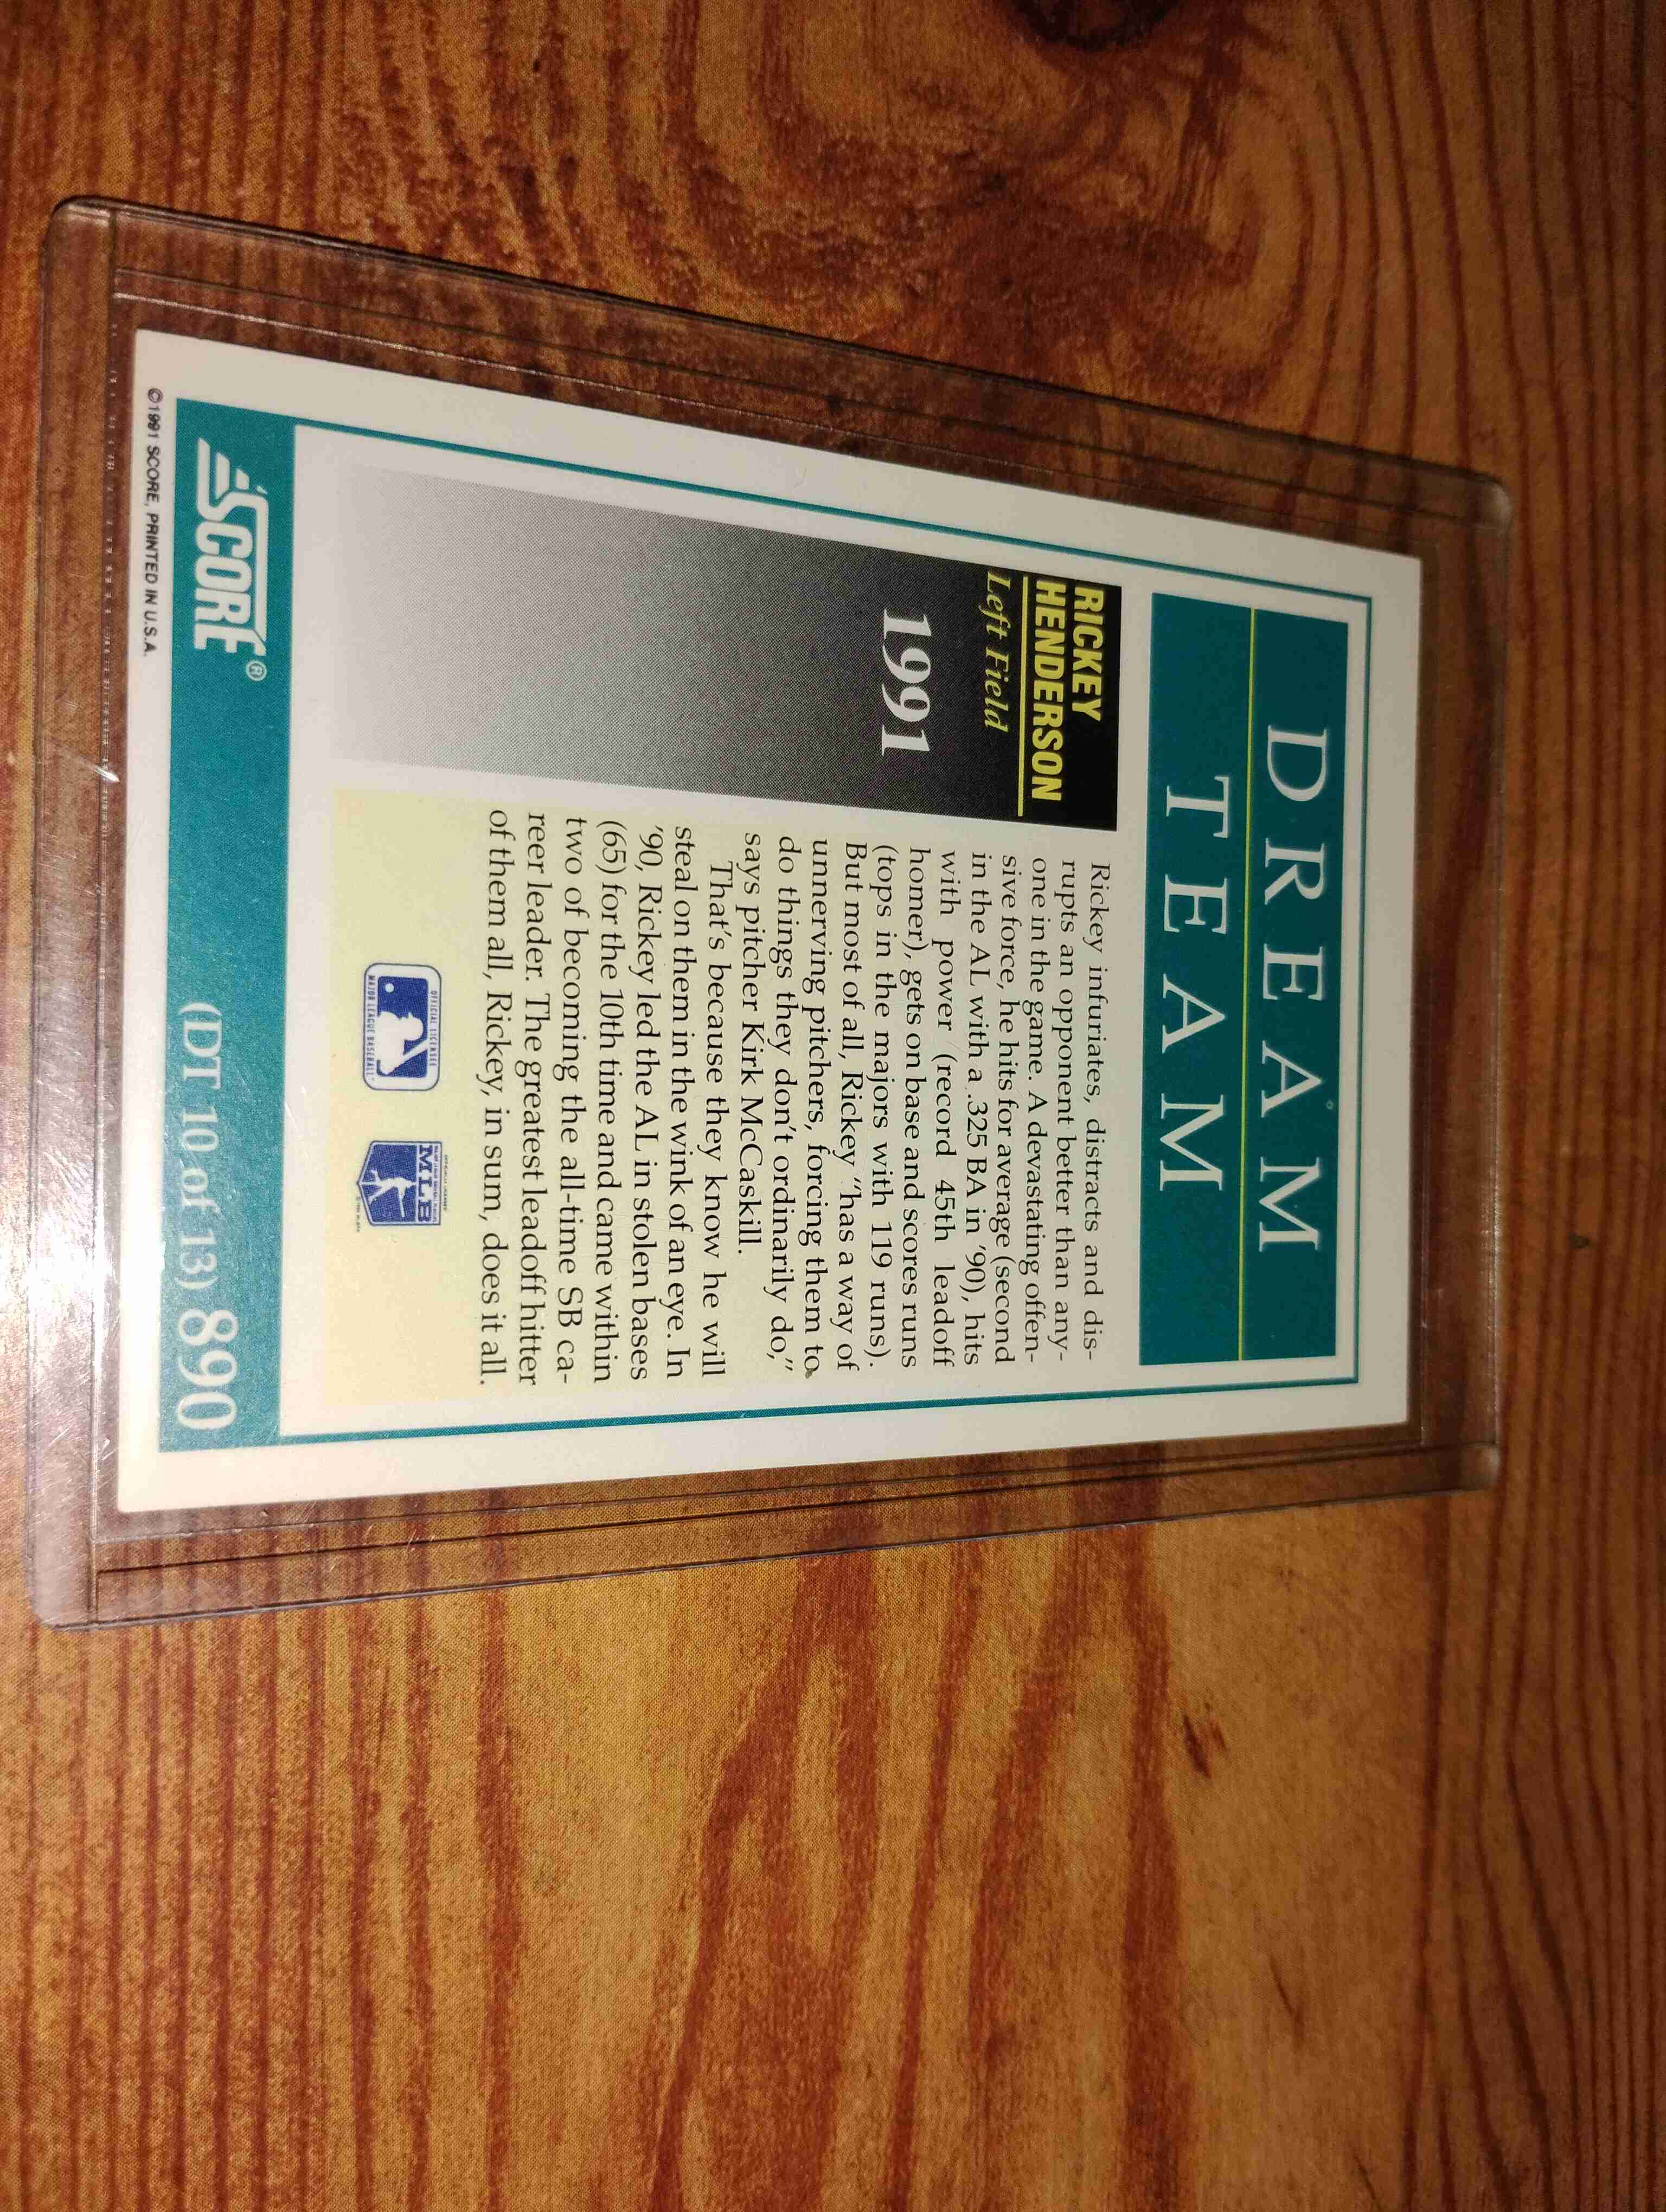 DREAM
TEAM
RICKEY
HENDERSON
Left Field
1991
Rickey infuriates, distracts and dis-
rupts an opponent better than any-
one in the game. A devastating offen-
sive force, he hits for average (second
in the AL with a .325 BA in '90), hits
with power (record 45th leadoff
homer), gets on base and scores runs
(tops in the majors with 119 runs).
But most of all, Rickey "has a way of
unnerving pitchers, forcing them to
do things they don't ordinarily do,"
says pitcher Kirk McCaskill.
That's because they know he will
steal on them in the wink of an eye. In
'90, Rickey led the AL in stolen bases
(65) for the 10th time and came within
two of becoming the all-time SB ca-
reer leader. The greatest leadoff hitter
of them all, Rickey, in sum, does it all.
OFFICIAL LICENSEE
MAJOR LEAGUE BASEBALL
MLB
SCORE®
(DT 10 of 13) 890
©1991 SCORE, PRINTED IN U.S.A.